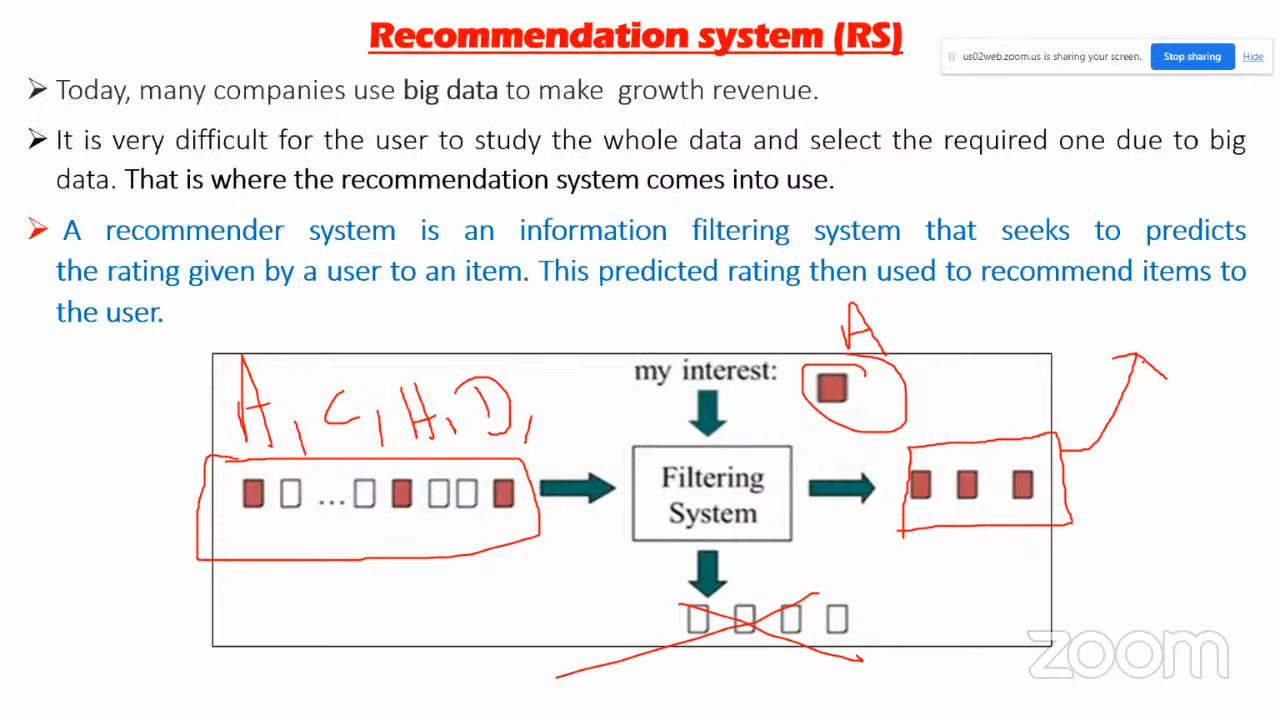 Recommendation system (RS)
us02web.zoom.us is sharing your screen. Stop sharing Hide
➤ Today, many companies use big data to make growth revenue.
➤ It is very difficult for the user to study the whole data and select the required one due to big
data. That is where the recommendation system comes into use.
➤ A recommender system is an information filtering system that seeks to predicts
the rating given by a user to an item. This predicted rating then used to recommend items to
the user.
A
my interest:
A, C, H, D,
...
Filtering
System
zoom